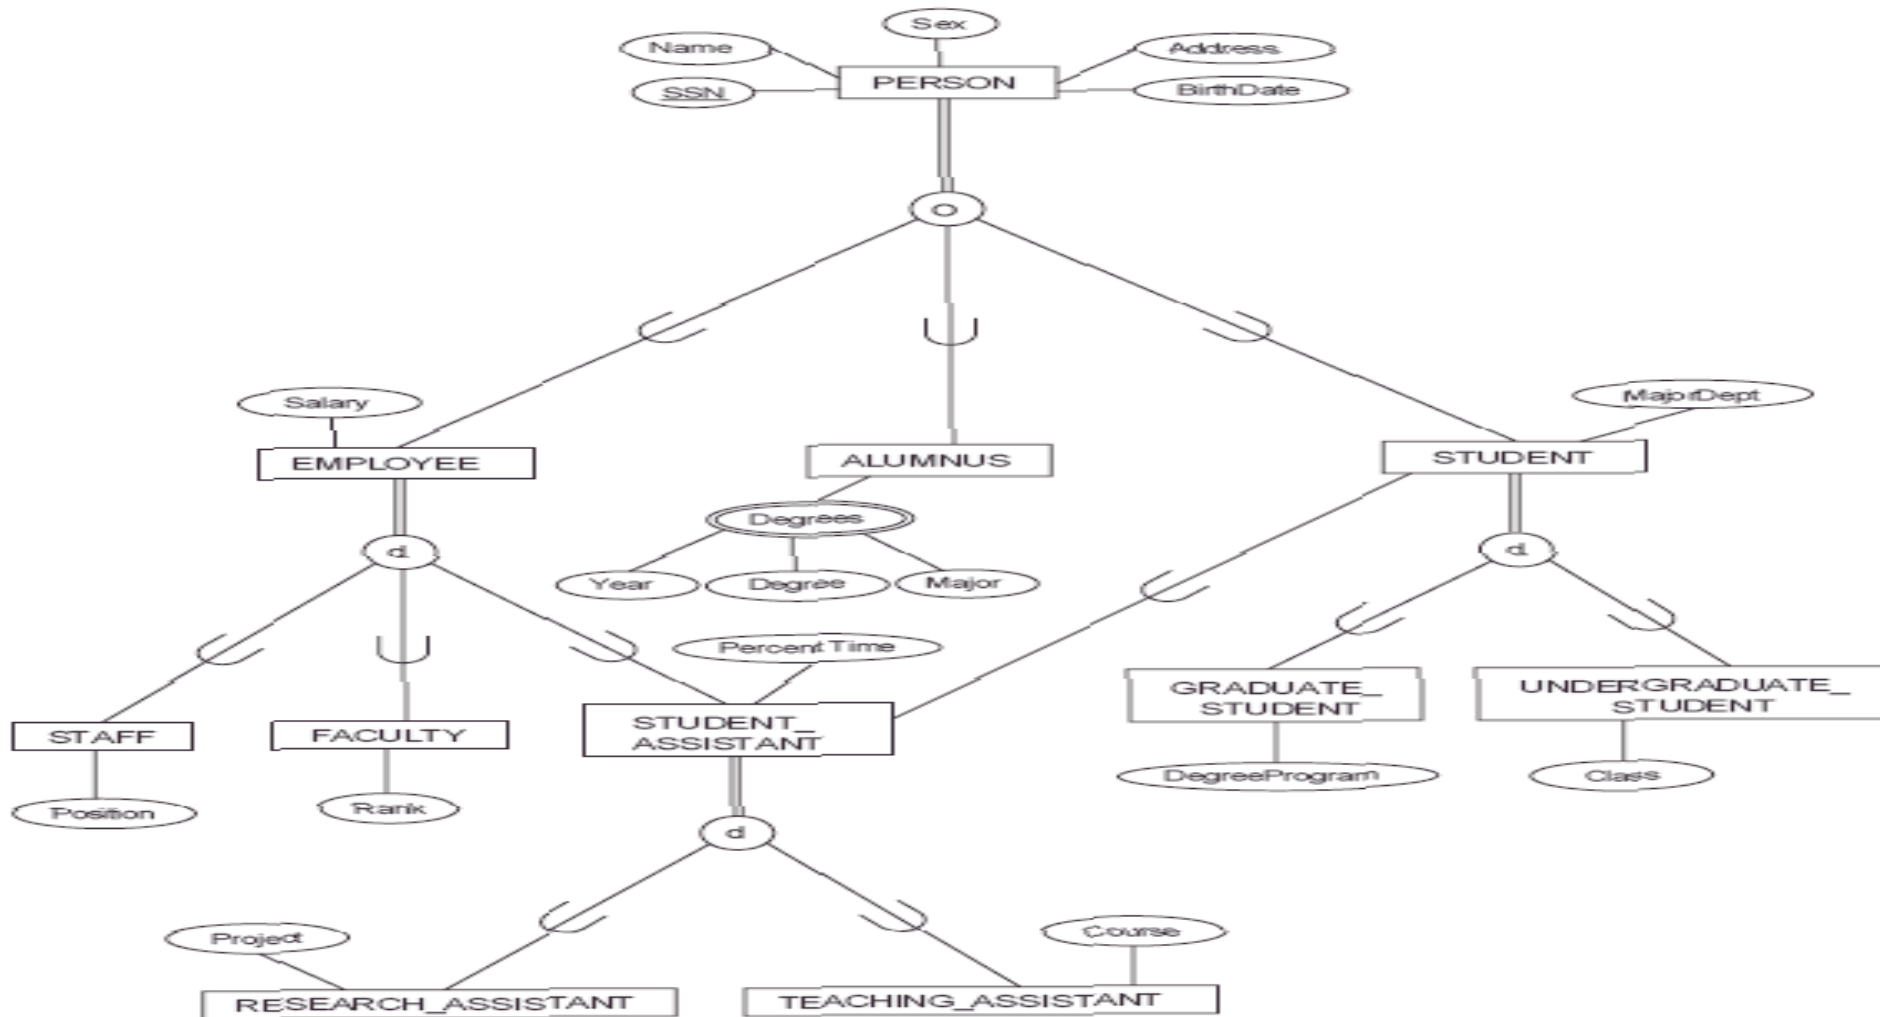 Sex
Name
Address
PERSON
SSN
BirthDate
O
Salary
MajorDept
EMPLOYEE
ALUMNUS
STUDENT
Degrees
d
d
Year
Degree
Major
PercentTime
GRADUATE_
STUDENT
UNDERGRADUATE_
STUDENT
STAFF
FACULTY
STUDENT_
ASSISTANT
DegreeProgram
Class
Position
Rank
d
Project
Course
RESEARCH_ASSISTANT
TEACHING_ASSISTANT